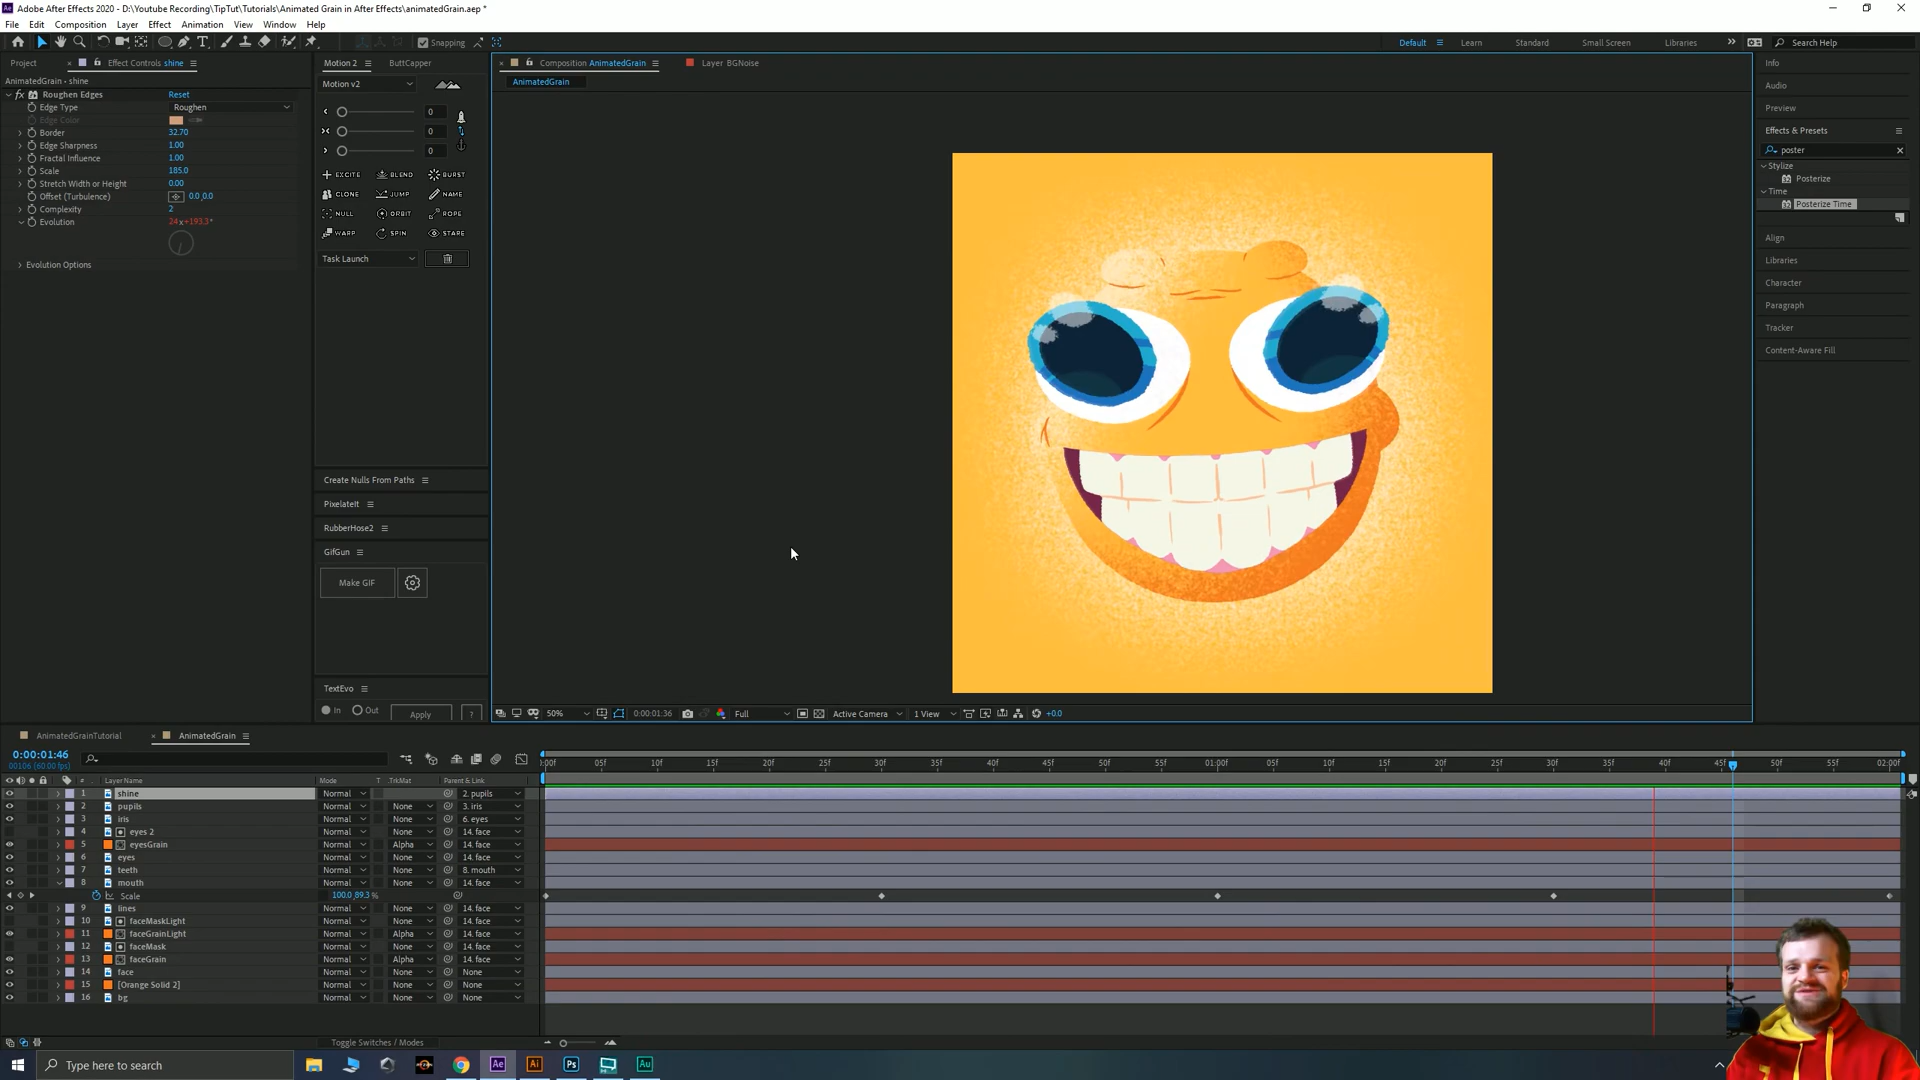 Adobe After Effects 2020 - D:\Youtube Recording\TipTut\Tutorials\Animated Grain in After Effects\animatedGrain.aep *
File Edit Composition Layer Effect Animation View Window Help
Snapping
Default Learn Standard Small Screen Libraries Search Help
Project Effect Controls shine
AnimatedGrain • shine
fx Roughen Edges Reset
Edge Type Roughen
Edge Color
Border 32.70
Edge Sharpness 1.00
Fractal Influence 1.00
Scale 185.0
Stretch Width or Height 0.00
Offset (Turbulence) 0.0,0.0
Complexity 2
Evolution 24x+193.3°
Evolution Options
Motion 2 ButtCapper
Motion v2
0
0
0
EXCITE BLEND BURST
CLONE JUMP NAME
NULL ORBIT ROPE
WARP SPIN STARE
Task Launch
Create Nulls From Paths
PixelateIt
RubberHose2
GifGun
Make GIF
TextEvo
In Out Apply ?
Composition AnimatedGrain Layer BGNoise
AnimatedGrain
50% 0:00:01:36 Full Active Camera 1 View +0.0
Info
Audio
Preview
Effects & Presets
poster
Stylize
Posterize
Time
Posterize Time
Align
Libraries
Character
Paragraph
Tracker
Content-Aware Fill
AnimatedGrainTutorial AnimatedGrain
0:00:01:46
00106 (60.00 fps)
:00f 05f 10f 15f 20f 25f 30f 35f 40f 45f 50f 55f 01:00f 05f 10f 15f 20f 25f 30f 35f 40f 45f 50f 55f 02:00f
# Layer Name Mode T .TrkMat Parent & Link
1 shine Normal 2. pupils
2 pupils Normal None 3. iris
3 iris Normal None 6. eyes
4 eyes 2 Normal None 14. face
5 eyesGrain Normal Alpha 14. face
6 eyes Normal None 14. face
7 teeth Normal None 8. mouth
8 mouth Normal None 14. face
Scale 100.0,89.3 %
9 lines Normal None 14. face
10 faceMaskLight Normal None 14. face
11 faceGrainLight Normal Alpha 14. face
12 faceMask Normal None 14. face
13 faceGrain Normal Alpha 14. face
14 face Normal None None
15 [Orange Solid 2] Normal None None
16 bg Normal None None
Toggle Switches / Modes
Type here to search
Ae Ai Ps Au